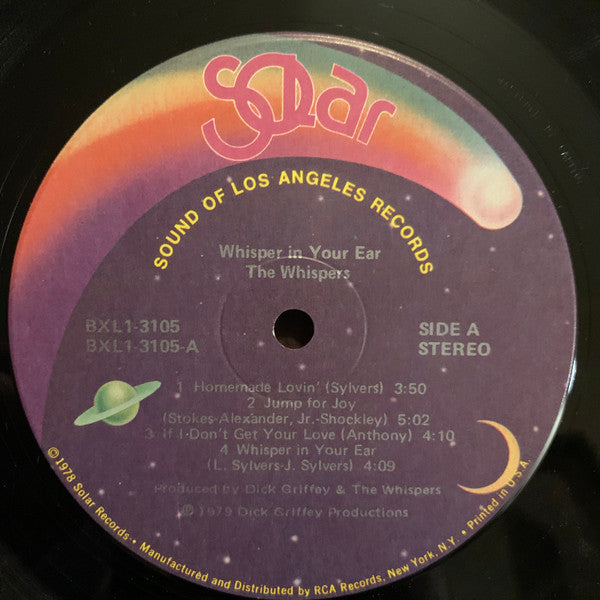 SOLAR
SOUND OF LOS ANGELES RECORDS
Whisper in Your Ear
The Whispers
BXL1-3105
BXL1-3105-A
SIDE A
STEREO
1 Homemade Lovin' (Sylvers) 3:50
2 Jump for Joy
(Stokes-Alexander, Jr.-Shockley) 5:02
3 If I Don't Get Your Love (Anthony) 4:10
4 Whisper in Your Ear
(L. Sylvers-J. Sylvers) 4:09
Produced by Dick Griffey & The Whispers
℗ 1979 Dick Griffey Productions
© 1978 Solar Records • Manufactured and Distributed by RCA Records, New York, N.Y. • Printed in U.S.A.